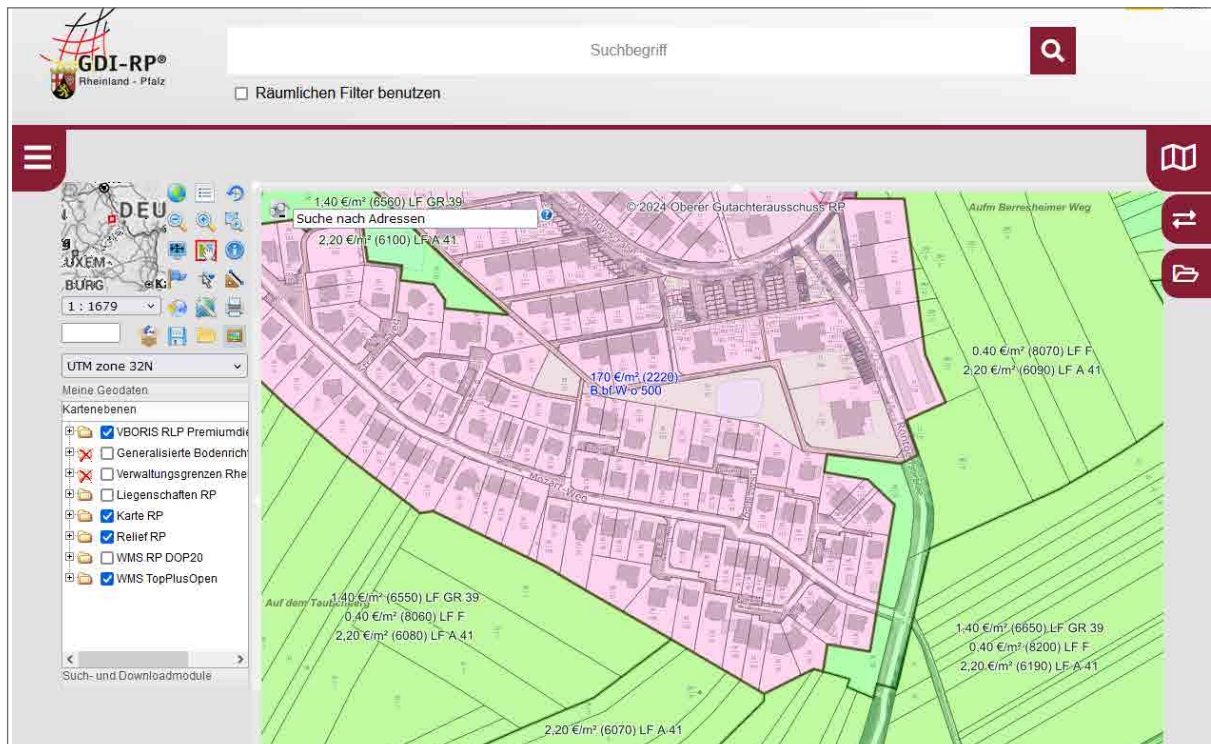 GDI-RP®
Rheinland - Pfalz
Suchbegriff
Räumlichen Filter benutzen
DEU
UXEM
BURG
1 : 1679
UTM zone 32N
Meine Geodaten
Kartenebenen
VBORIS RLP Premiumdie
Generalisierte Bodenrich
Verwaltungsgrenzen Rhe
Liegenschaften RP
Karte RP
Relief RP
WMS RP DOP20
WMS TopPlusOpen
Such- und Downloadmodule
1,40 €/m² (6560) LF GR 39
Suche nach Adressen
2,20 €/m² (6100) LF A 41
© 2024 Oberer Gutachterausschuss RP
Aufm Berresheimer Weg
0,40 €/m² (8070) LF F
2,20 €/m² (6090) LF A 41
170 €/m² (2220)
B bf W o 500
Mozart-Weg
Auf dem Taubenberg
1,40 €/m² (6550) LF GR 39
0,40 €/m² (8060) LF F
2,20 €/m² (6080) LF A 41
1,40 €/m² (6650) LF GR 39
0,40 €/m² (8200) LF F
2,20 €/m² (6190) LF A 41
2,20 €/m² (6070) LF A 41